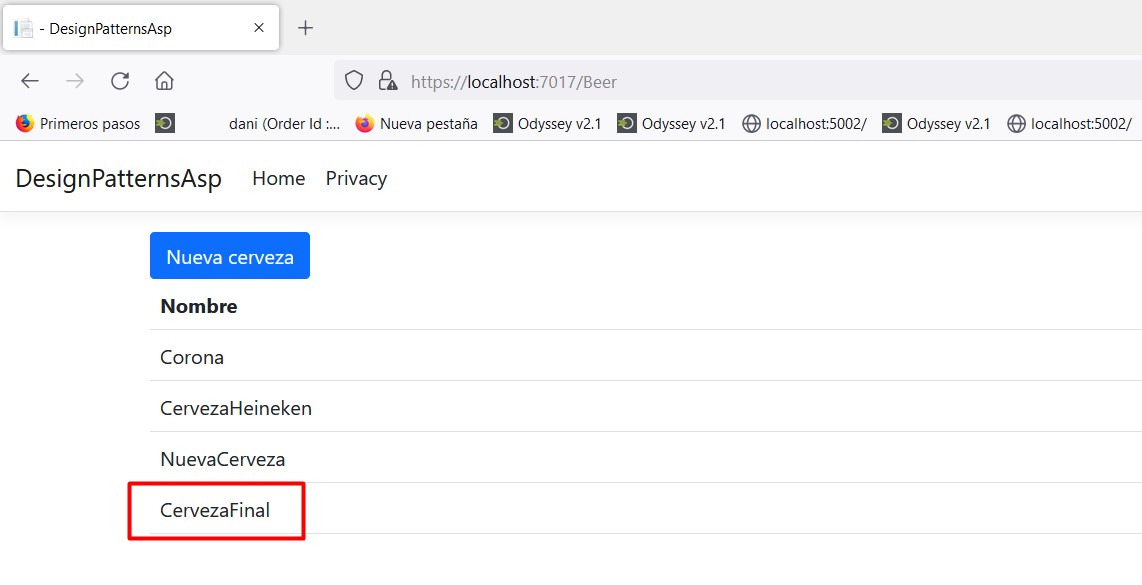 - DesignPatternsAsp
https://localhost:7017/Beer
Primeros pasos dani (Order Id :... Nueva pestaña Odyssey v2.1 Odyssey v2.1 localhost:5002/ Odyssey v2.1 localhost:5002/
DesignPatternsAsp Home Privacy
Nueva cerveza
Nombre
Corona
CervezaHeineken
NuevaCerveza
CervezaFinal